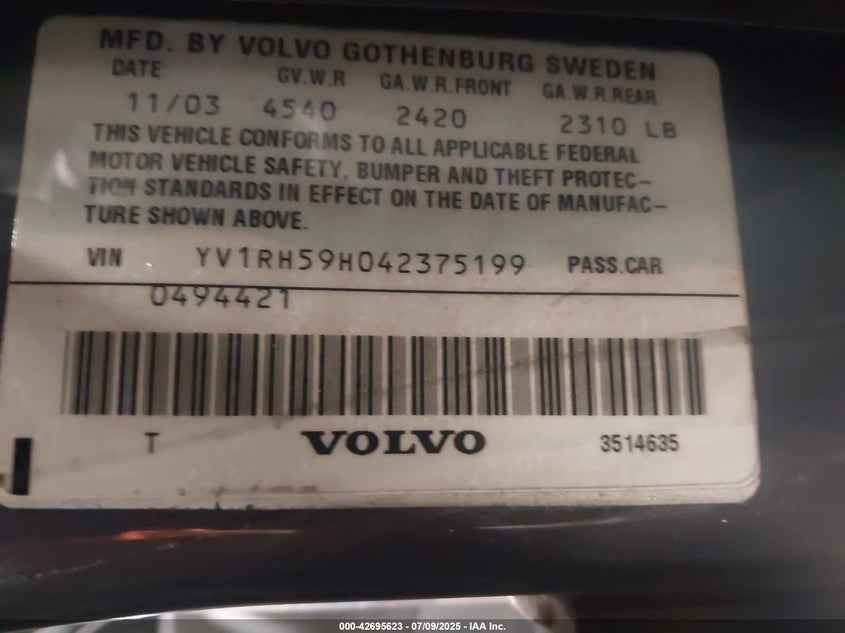 MFD. BY VOLVO GOTHENBURG SWEDEN
DATE: GV.W.R GA.W.R.FRONT GA.W.R.REAR
11/03 4540 2420 2310 LB
THIS VEHICLE CONFORMS TO ALL APPLICABLE FEDERAL
MOTOR VEHICLE SAFETY, BUMPER AND THEFT PROTEC-
TION STANDARDS IN EFFECT ON THE DATE OF MANUFAC-
TURE SHOWN ABOVE.
VIN YV1RH59H042375199 PASS.CAR
0494421
T VOLVO 3514635
000-42695623 / 07/09/2025 - IAA Inc.